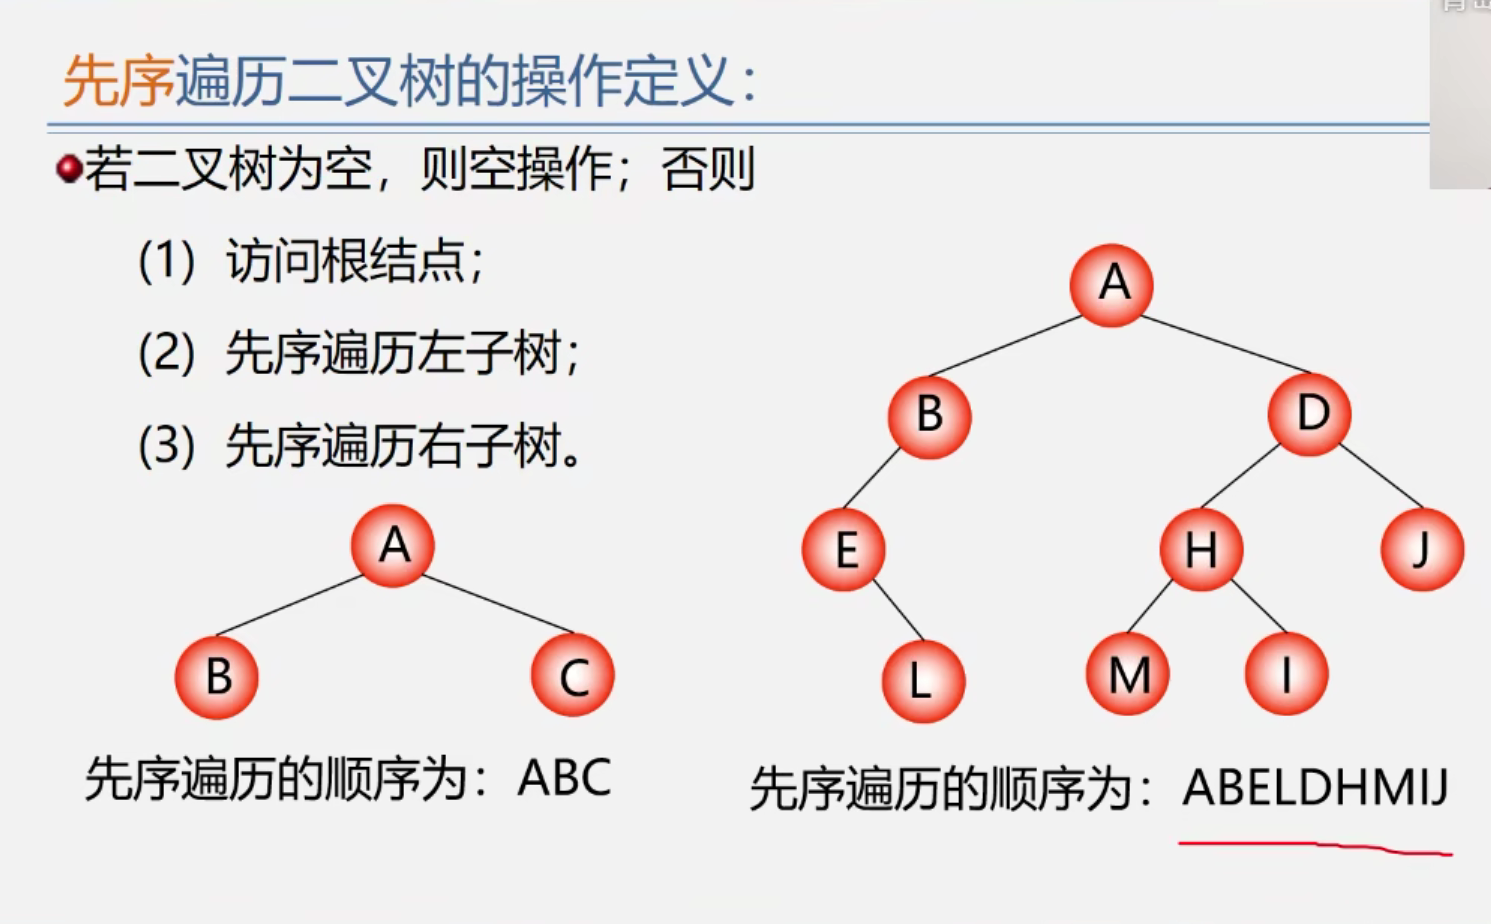 先序遍历二叉树的操作定义：
若二叉树为空，则空操作；否则
(1) 访问根结点；
(2) 先序遍历左子树；
(3) 先序遍历右子树。
A
B
C
先序遍历的顺序为：ABC
A
B
D
E
H
J
L
M
I
先序遍历的顺序为：ABELDHMIJ